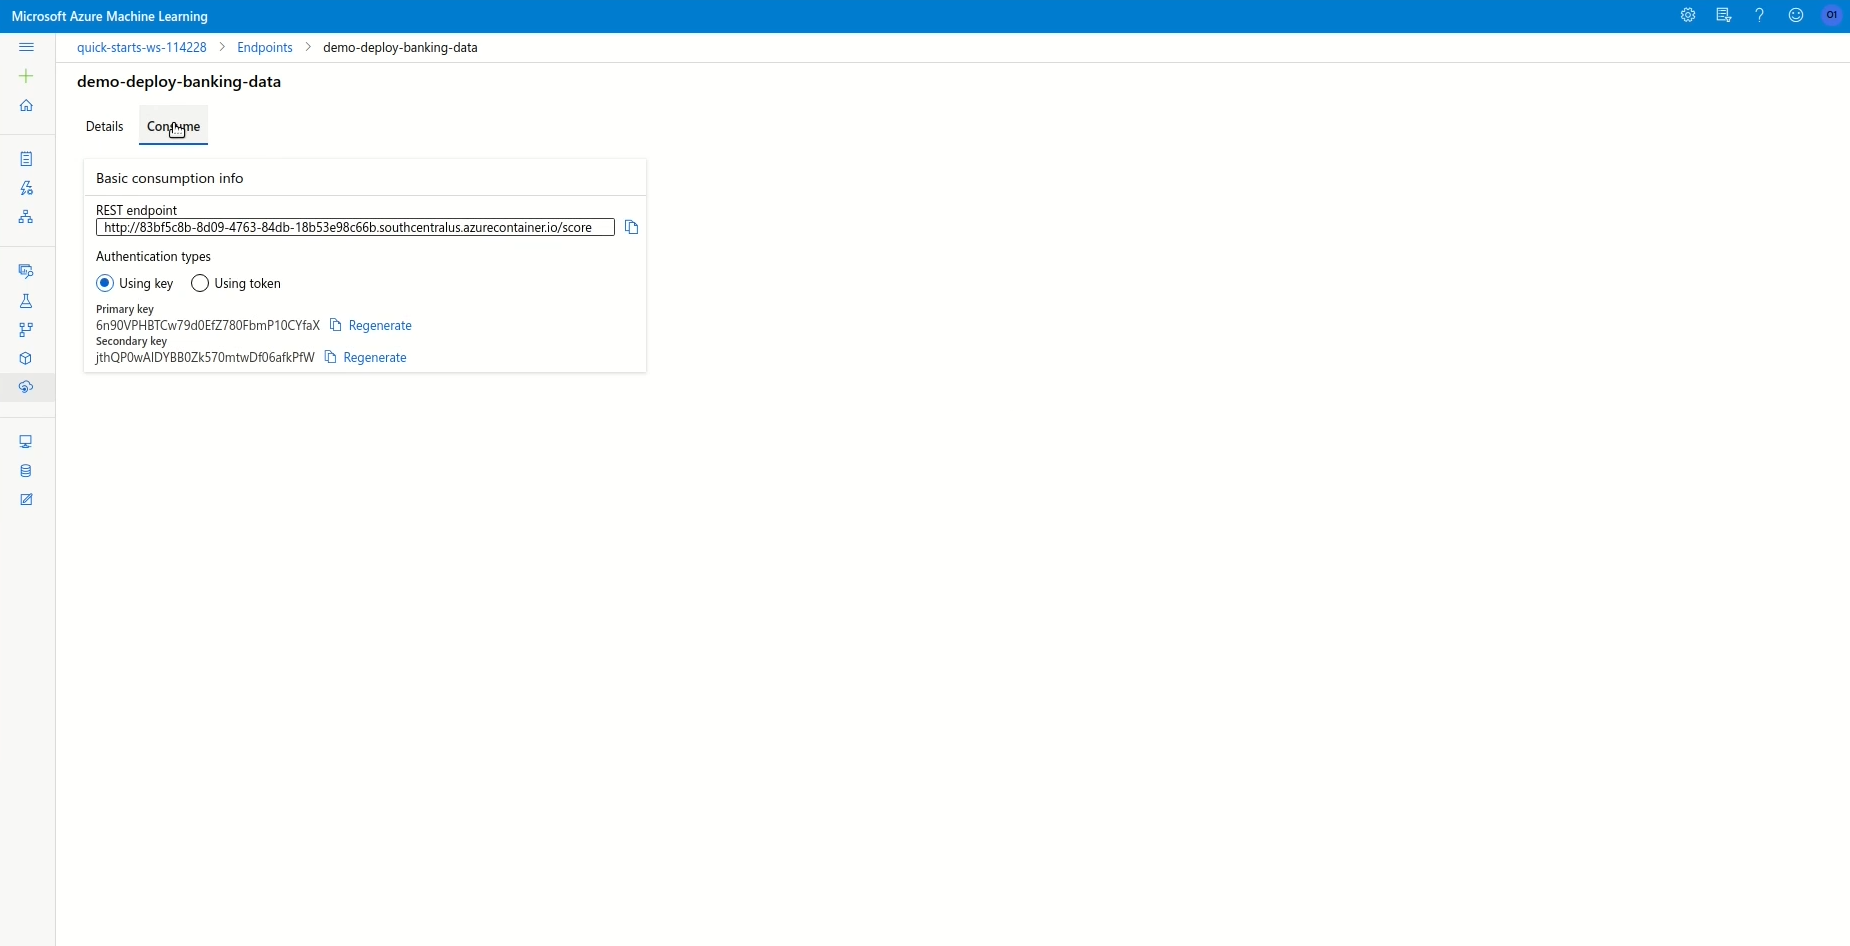 Microsoft Azure Machine Learning
01
quick-starts-ws-114228 > Endpoints > demo-deploy-banking-data
demo-deploy-banking-data
Details Consume
Basic consumption info
REST endpoint
http://83bf5c8b-8d09-4763-84db-18b53e98c66b.southcentralus.azurecontainer.io/score
Authentication types
Using key Using token
Primary key
6n90VPHBTCw79d0EfZ780FbmP10CYfaX Regenerate
Secondary key
jthQP0wAIDYBB0Zk570mtwDf06afkPfW Regenerate